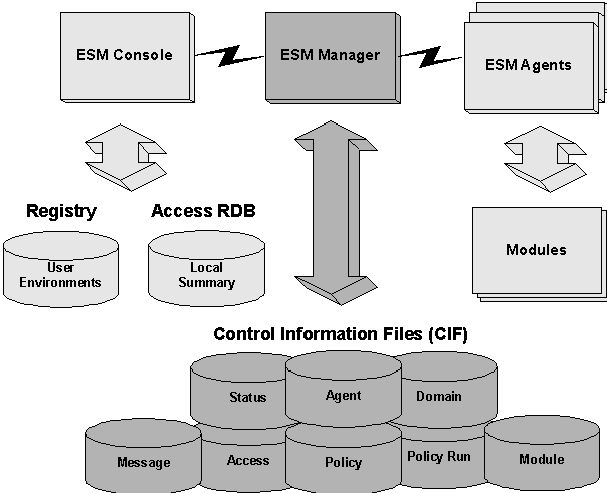 ESM Console
ESM Manager
ESM Agents
Registry
Access RDB
User
Environments
Local
Summary
Modules
Control Information Files (CIF)
Status
Agent
Domain
Message
Access
Policy
Policy Run
Module